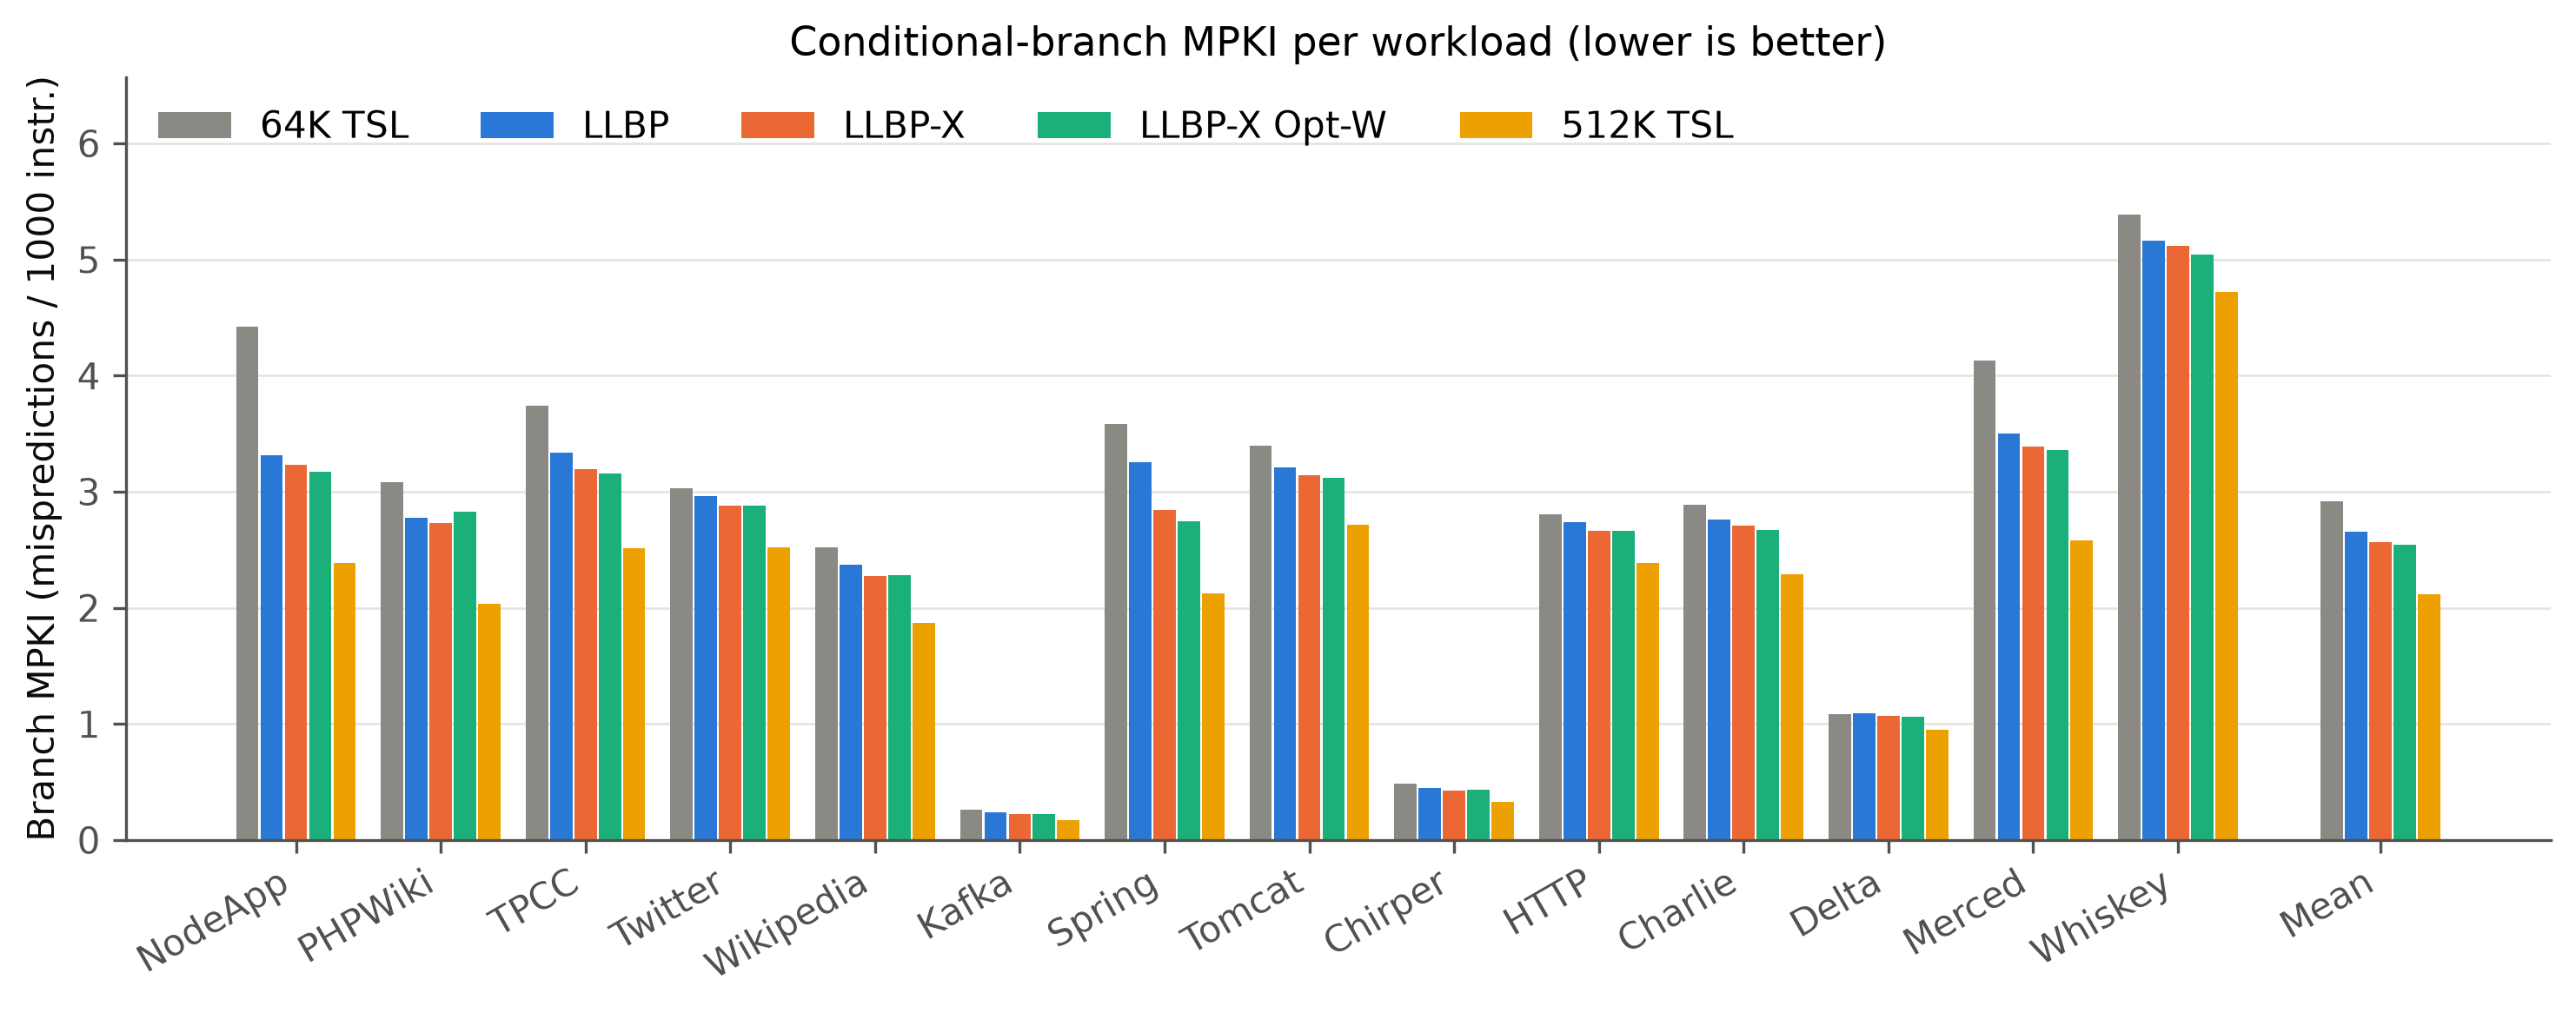 Conditional-branch MPKI per workload (lower is better)
64K TSL LLBP LLBP-X LLBP-X Opt-W 512K TSL
Branch MPKI (mispredictions / 1000 instr.)
6
5
4
3
2
1
0
NodeApp PHPWiki TPCC Twitter Wikipedia Kafka Spring Tomcat Chirper HTTP Charlie Delta Merced Whiskey Mean